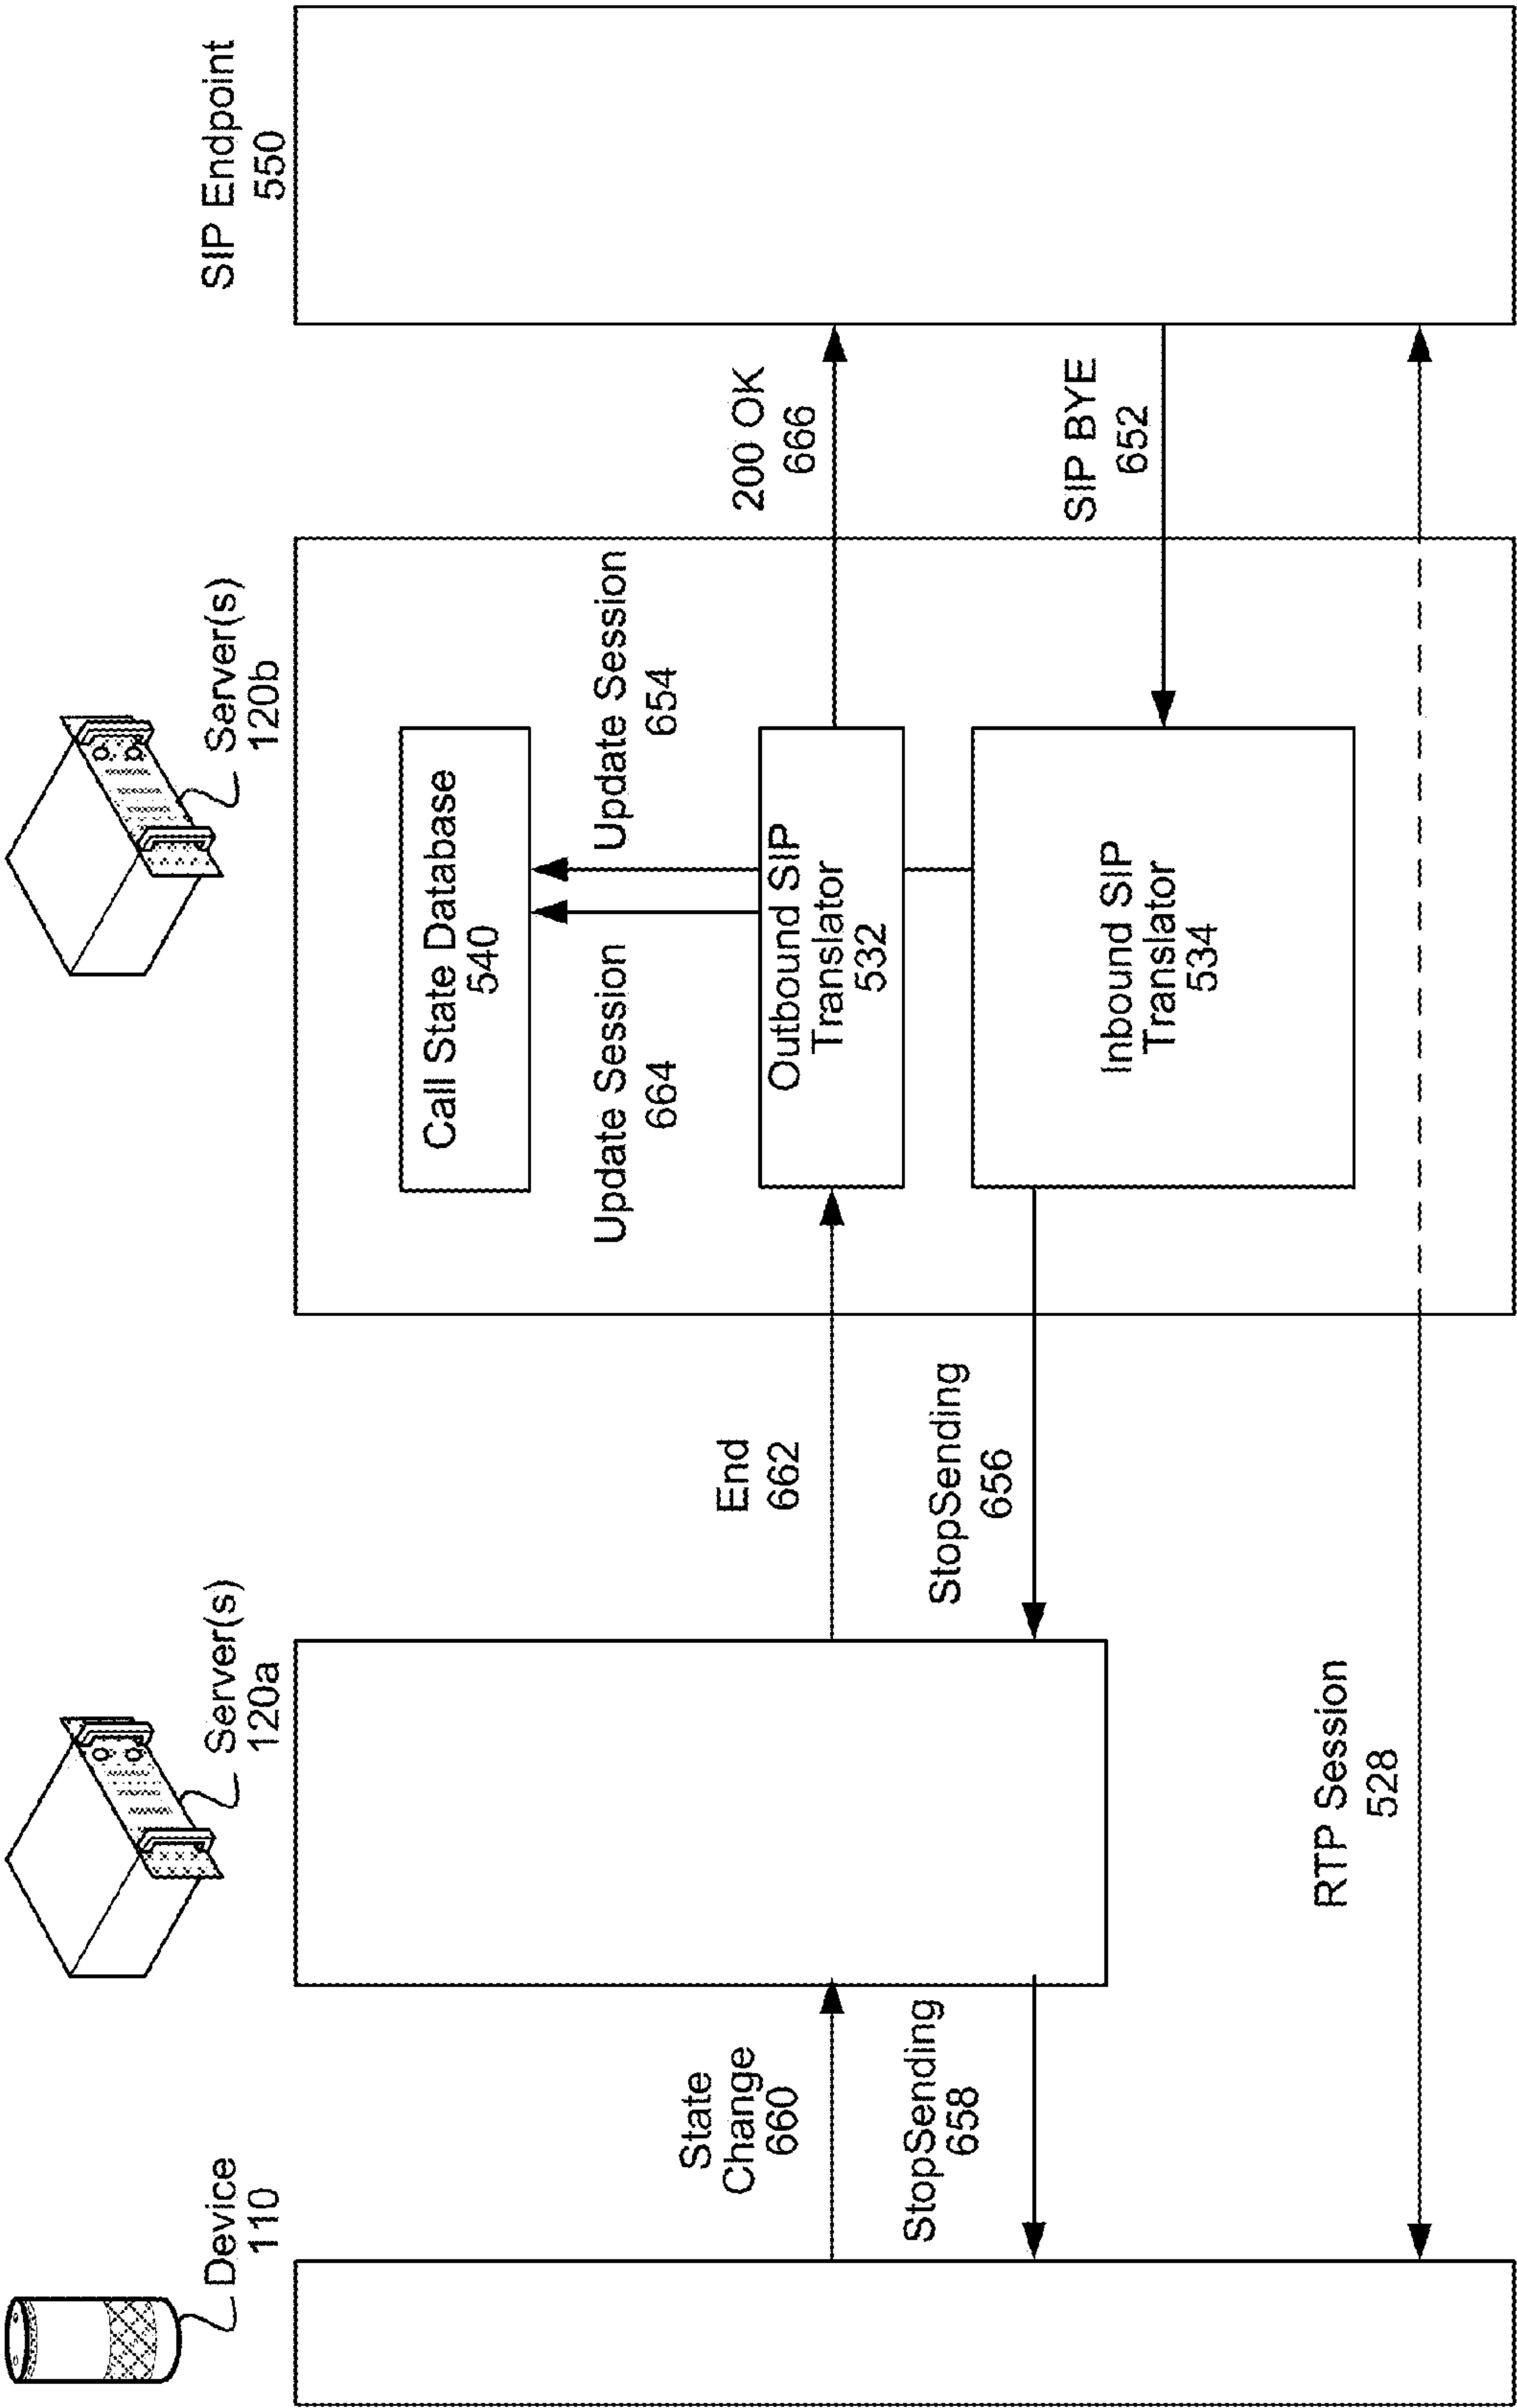 Device
110
Server(s)
120a
Server(s)
120b
SIP Endpoint
550
State
Change
660
StopSending
658
End
662
StopSending
656
RTP Session
528
Call State Database
540
Update Session
664
Update Session
654
Outbound SIP
Translator
532
Inbound SIP
Translator
534
200 OK
666
SIP BYE
652